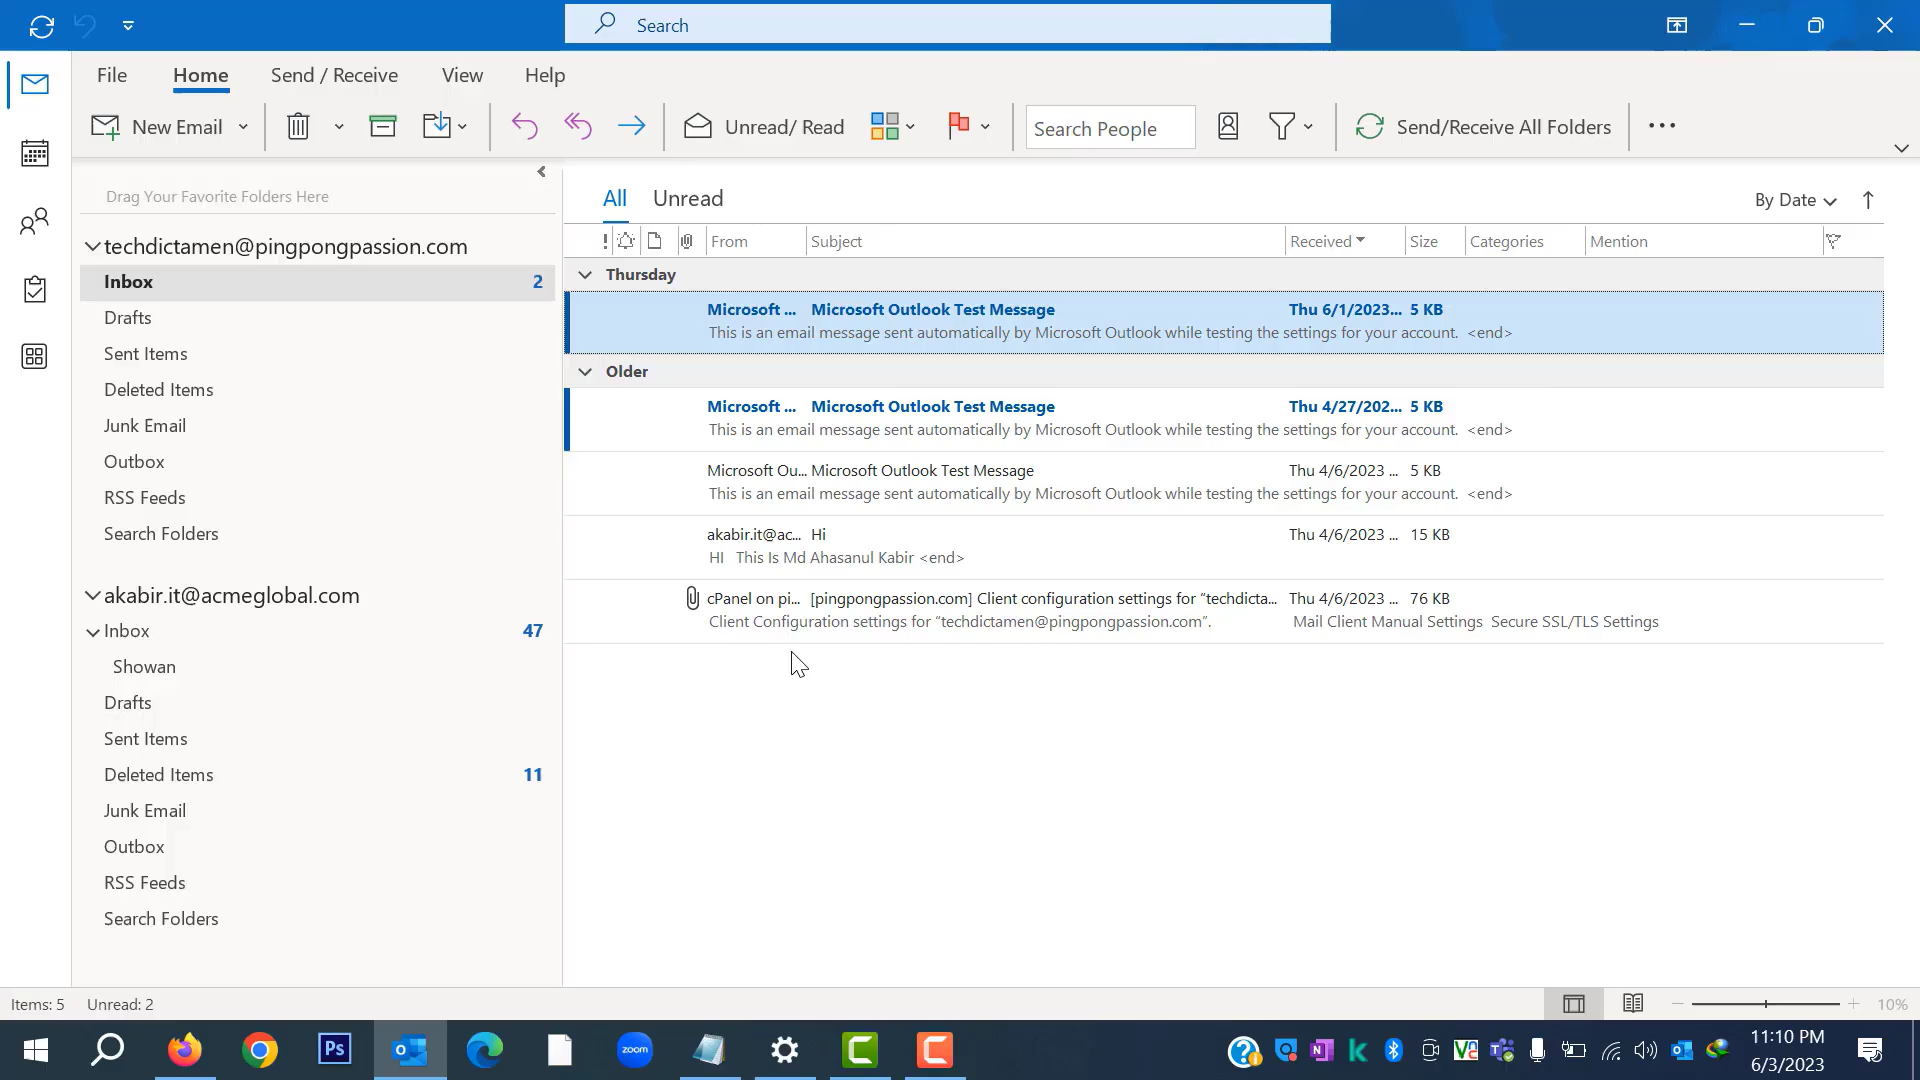 Search
File Home Send / Receive View Help
New Email Unread/ Read Search People Send/Receive All Folders
Drag Your Favorite Folders Here
techdictamen@pingpongpassion.com
Inbox 2
Drafts
Sent Items
Deleted Items
Junk Email
Outbox
RSS Feeds
Search Folders
akabir.it@acmeglobal.com
Inbox 47
Showan
Drafts
Sent Items
Deleted Items 11
Junk Email
Outbox
RSS Feeds
Search Folders
All Unread By Date
! From Subject Received Size Categories Mention
Thursday
Microsoft ... Microsoft Outlook Test Message Thu 6/1/2023... 5 KB
This is an email message sent automatically by Microsoft Outlook while testing the settings for your account. <end>
Older
Microsoft ... Microsoft Outlook Test Message Thu 4/27/202... 5 KB
This is an email message sent automatically by Microsoft Outlook while testing the settings for your account. <end>
Microsoft Ou... Microsoft Outlook Test Message Thu 4/6/2023 ... 5 KB
This is an email message sent automatically by Microsoft Outlook while testing the settings for your account. <end>
akabir.it@ac... Hi Thu 4/6/2023 ... 15 KB
HI This Is Md Ahasanul Kabir <end>
cPanel on pi... [pingpongpassion.com] Client configuration settings for “techdicta... Thu 4/6/2023 ... 76 KB
Client Configuration settings for “techdictamen@pingpongpassion.com”. Mail Client Manual Settings Secure SSL/TLS Settings
Items: 5 Unread: 2 10%
Ps zoom 11:10 PM
6/3/2023